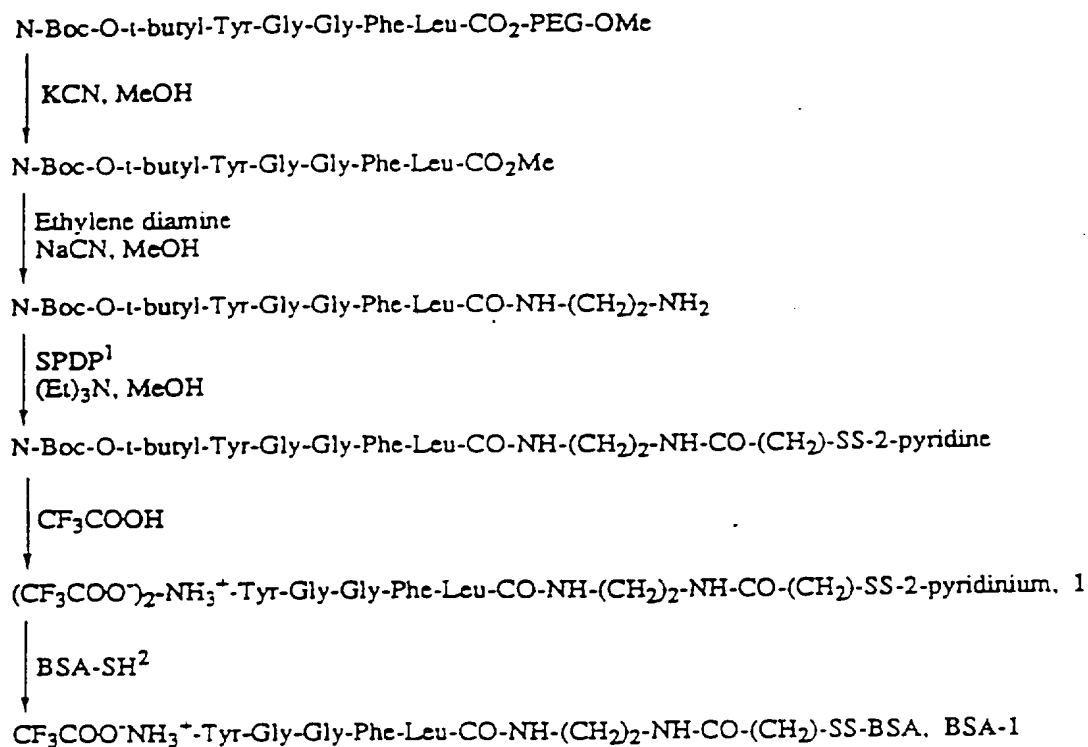 N-Boc-O-t-butyl-Tyr-Gly-Gly-Phe-Leu-CO2-PEG-OMe
KCN, MeOH
N-Boc-O-t-butyl-Tyr-Gly-Gly-Phe-Leu-CO2Me
Ethylene diamine
NaCN, MeOH
N-Boc-O-t-butyl-Tyr-Gly-Gly-Phe-Leu-CO-NH-(CH2)2-NH2
SPDP1
(Et)3N, MeOH
N-Boc-O-t-butyl-Tyr-Gly-Gly-Phe-Leu-CO-NH-(CH2)2-NH-CO-(CH2)-SS-2-pyridine
CF3COOH
(CF3COO-)2-NH3+-Tyr-Gly-Gly-Phe-Leu-CO-NH-(CH2)2-NH-CO-(CH2)-SS-2-pyridinium, 1
BSA-SH2
CF3COO-NH3+-Tyr-Gly-Gly-Phe-Leu-CO-NH-(CH2)2-NH-CO-(CH2)-SS-BSA, BSA-1